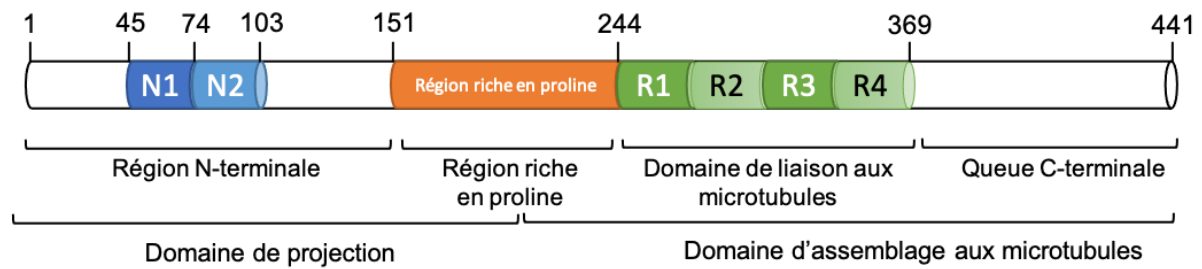 1 45 74 103 151 244 369 441
N1 N2 Région riche en proline R1 R2 R3 R4
Région N-terminale Région riche Domaine de liaison aux Queue C-terminale
en proline microtubules
Domaine de projection Domaine d’assemblage aux microtubules